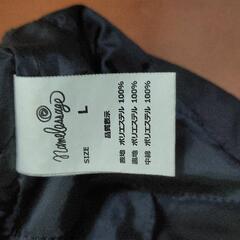 namelessage
SIZE
L
品質表示
表地 ポリエステル 100%
裏地 ポリエステル 100%
中綿 ポリエステル 100%